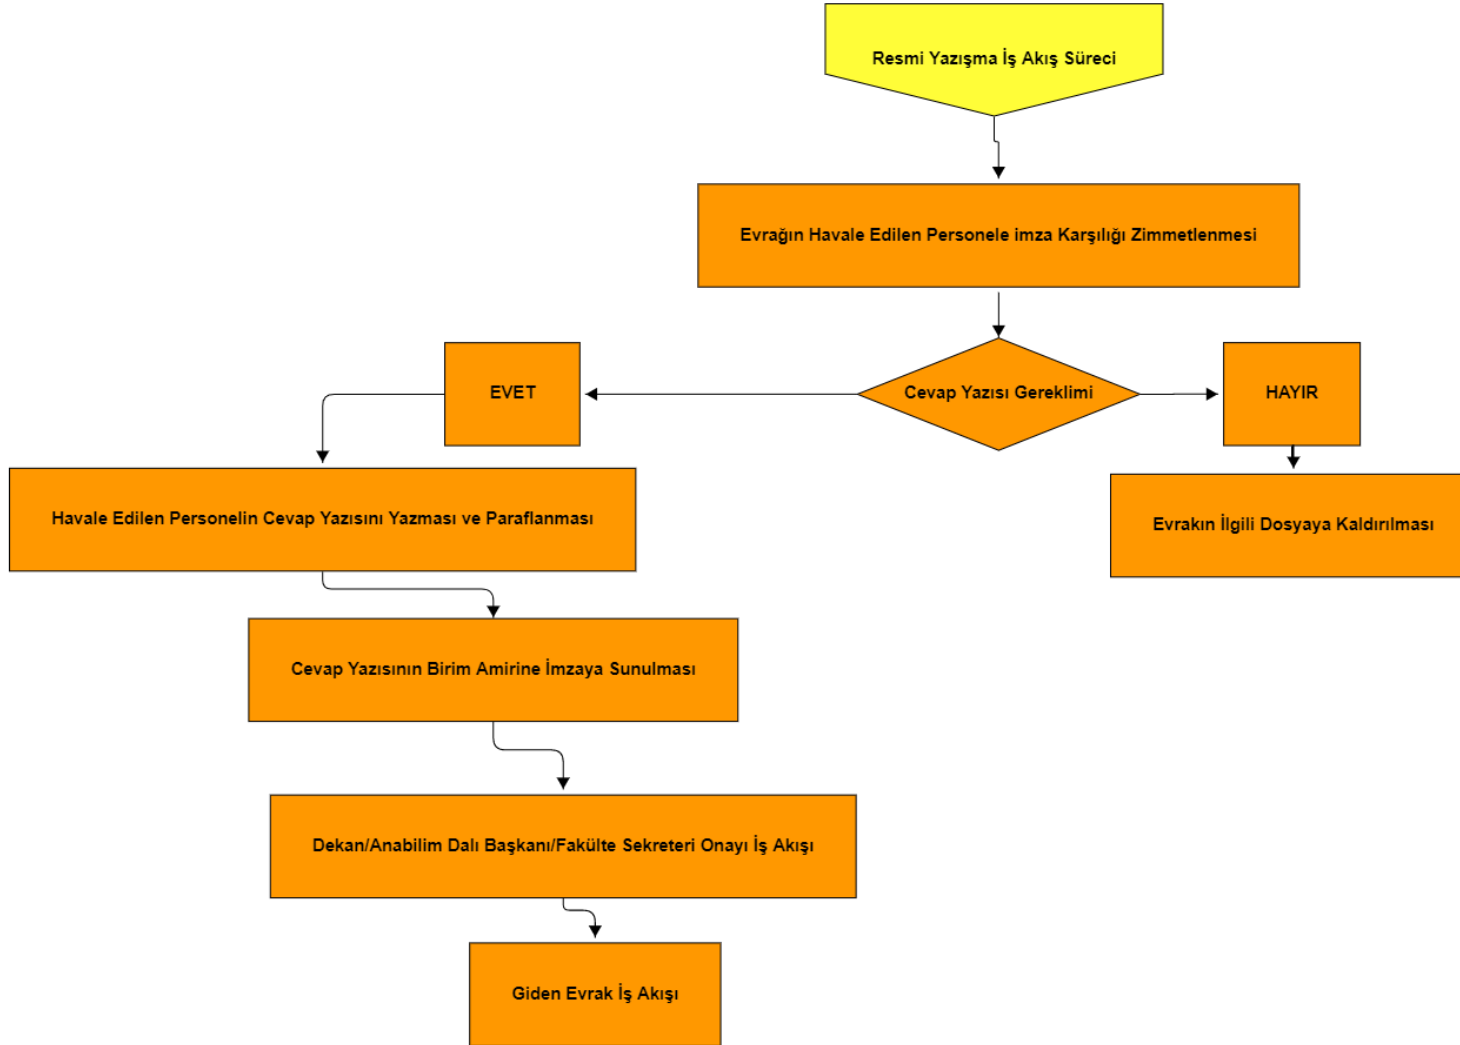 Resmi Yazışma İş Akış Süreci
Evrağın Havale Edilen Personele imza Karşılığı Zimmetlenmesi
EVET
Cevap Yazısı Gereklimi
HAYIR
Havale Edilen Personelin Cevap Yazısını Yazması ve Paraflanması
Evrakın İlgili Dosyaya Kaldırılması
Cevap Yazısının Birim Amirine İmzaya Sunulması
Dekan/Anabilim Dalı Başkanı/Fakülte Sekreteri Onayı İş Akışı
Giden Evrak İş Akışı